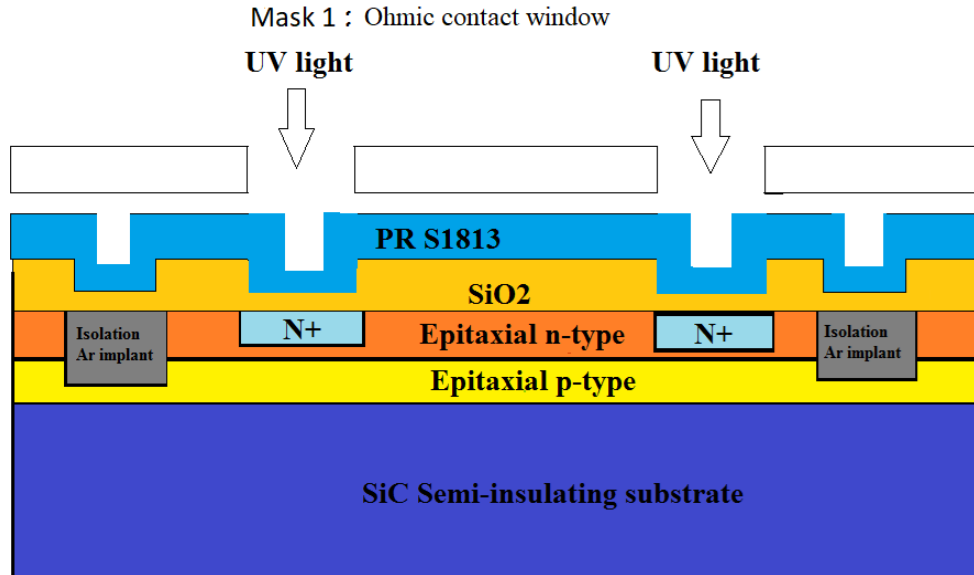 Mask 1： Ohmic contact window
UV light
UV light
PR S1813
SiO2
Isolation
Ar implant
N+
Epitaxial n-type
N+
Isolation
Ar implant
Epitaxial p-type
SiC Semi-insulating substrate